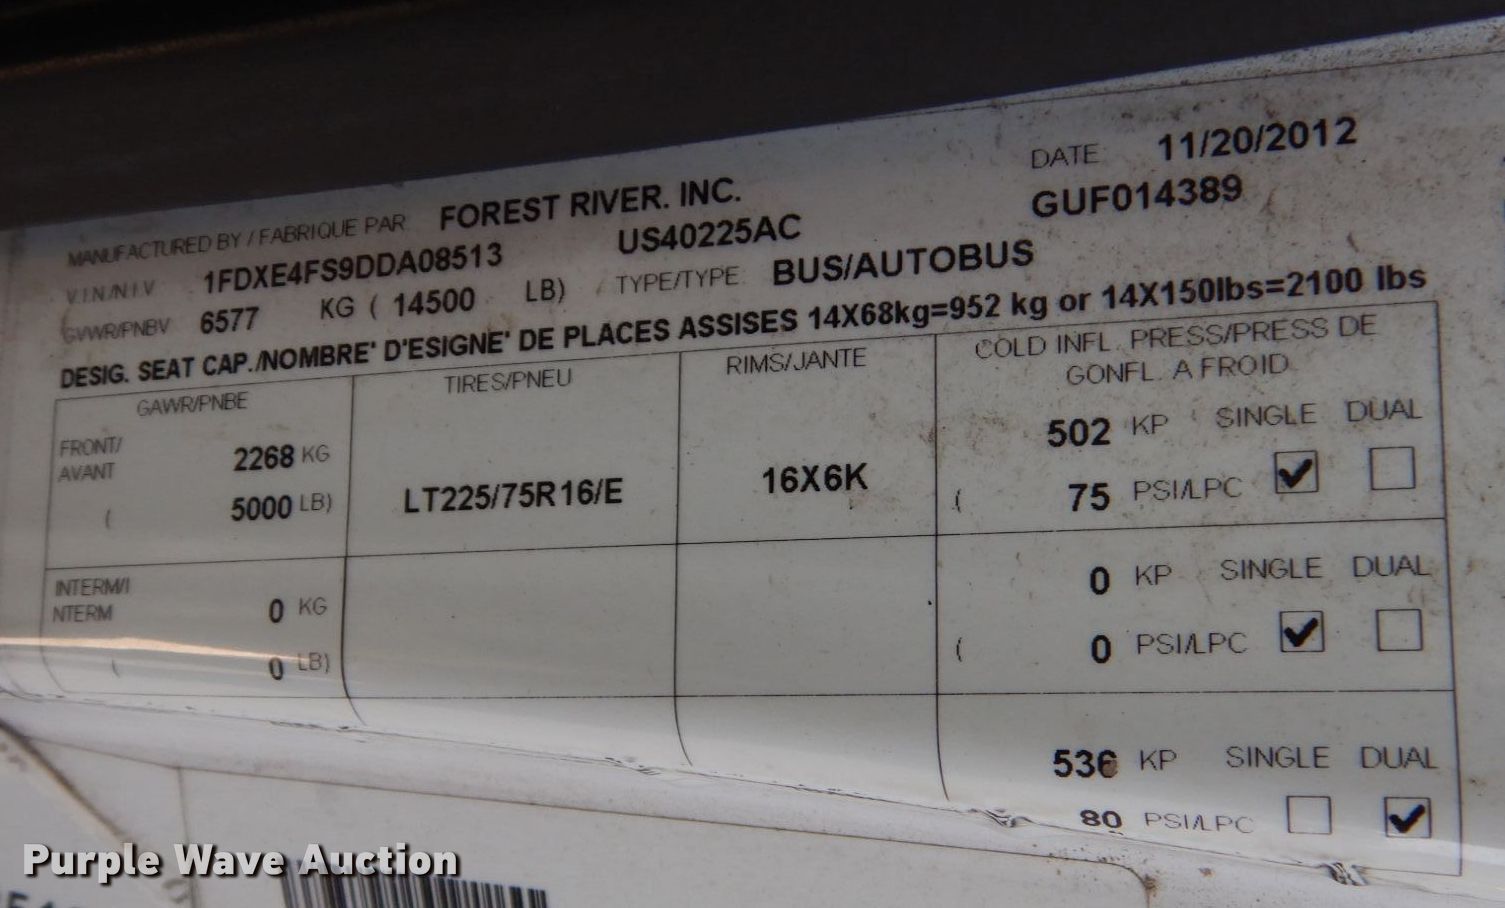 DATE 11/20/2012
MANUFACTURED BY / FABRIQUE PAR FOREST RIVER. INC. GUF014389
V.I.N/N.I.V 1FDXE4FS9DDA08513 US40225AC
GVWR/PNBV 6577 KG ( 14500 LB) TYPE/TYPE BUS/AUTOBUS
DESIG. SEAT CAP./NOMBRE' D'ESIGNE' DE PLACES ASSISES 14X68kg=952 kg or 14X150lbs=2100 lbs
GAWR/PNBE TIRES/PNEU RIMS/JANTE COLD INFL. PRESS/PRESS DE
GONFL. A FROID
FRONT/ 2268 KG 502 KP SINGLE DUAL
AVANT
( 5000 LB) LT225/75R16/E 16X6K ( 75 PSI/LPC
INTERM/I 0 KG 0 KP SINGLE DUAL
NTERM
( 0 LB) ( 0 PSI/LPC
536 KP SINGLE DUAL
80 PSI/LPC
Purple Wave Auction